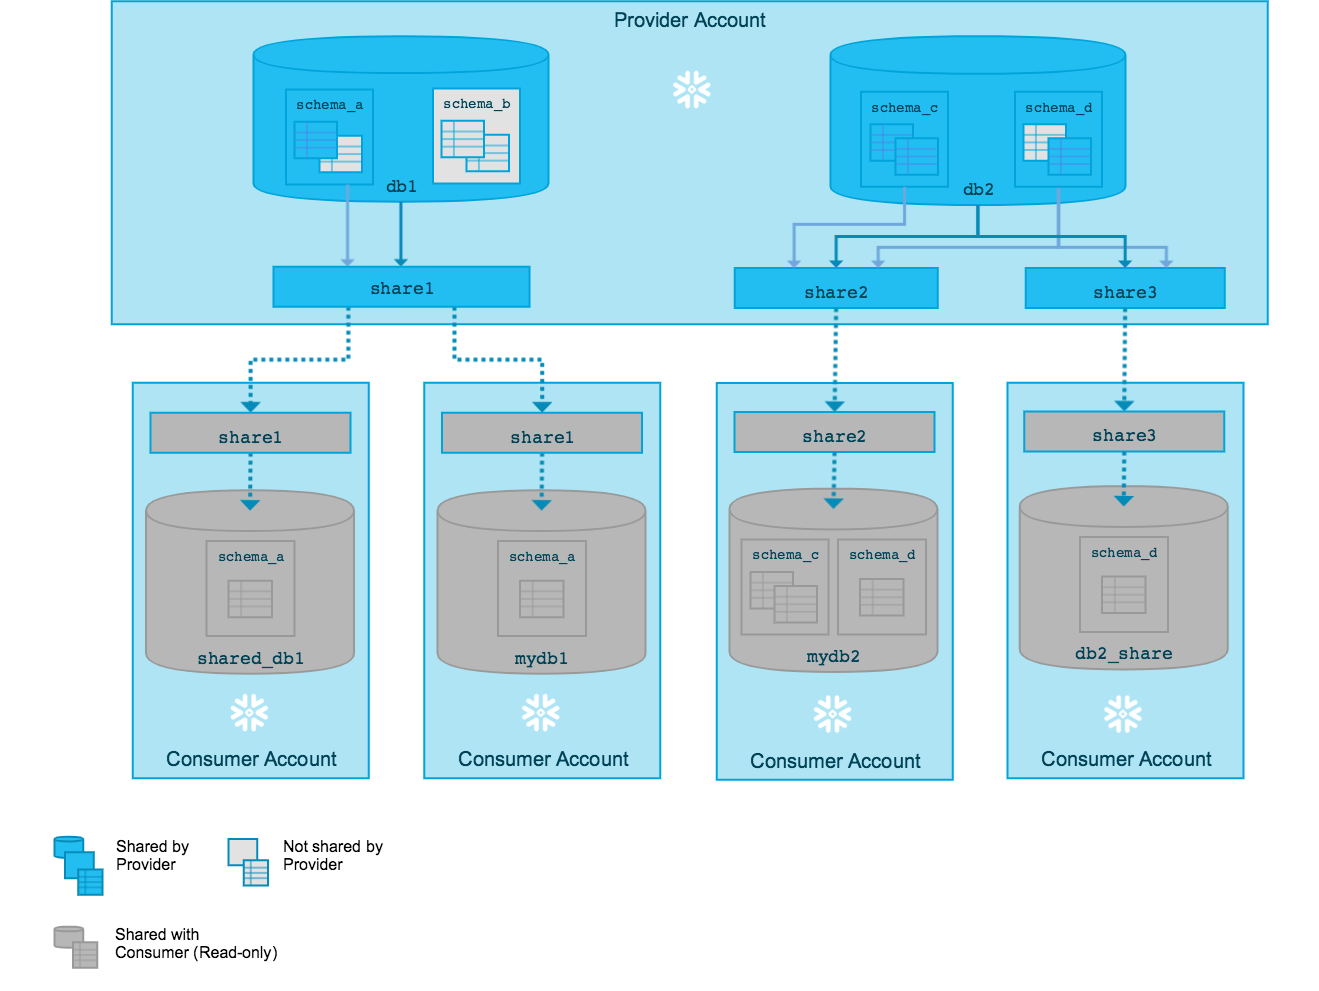 Provider Account
schema_a
schema_b
schema_c
schema_d
db1
db2
share1
share2
share3
share1
share1
share2
share3
schema_a
schema_a
schema_c
schema_d
schema_d
shared_db1
mydb1
mydb2
db2_share
Consumer Account
Consumer Account
Consumer Account
Consumer Account
Shared by
Provider
Not shared by
Provider
Shared with
Consumer (Read-only)